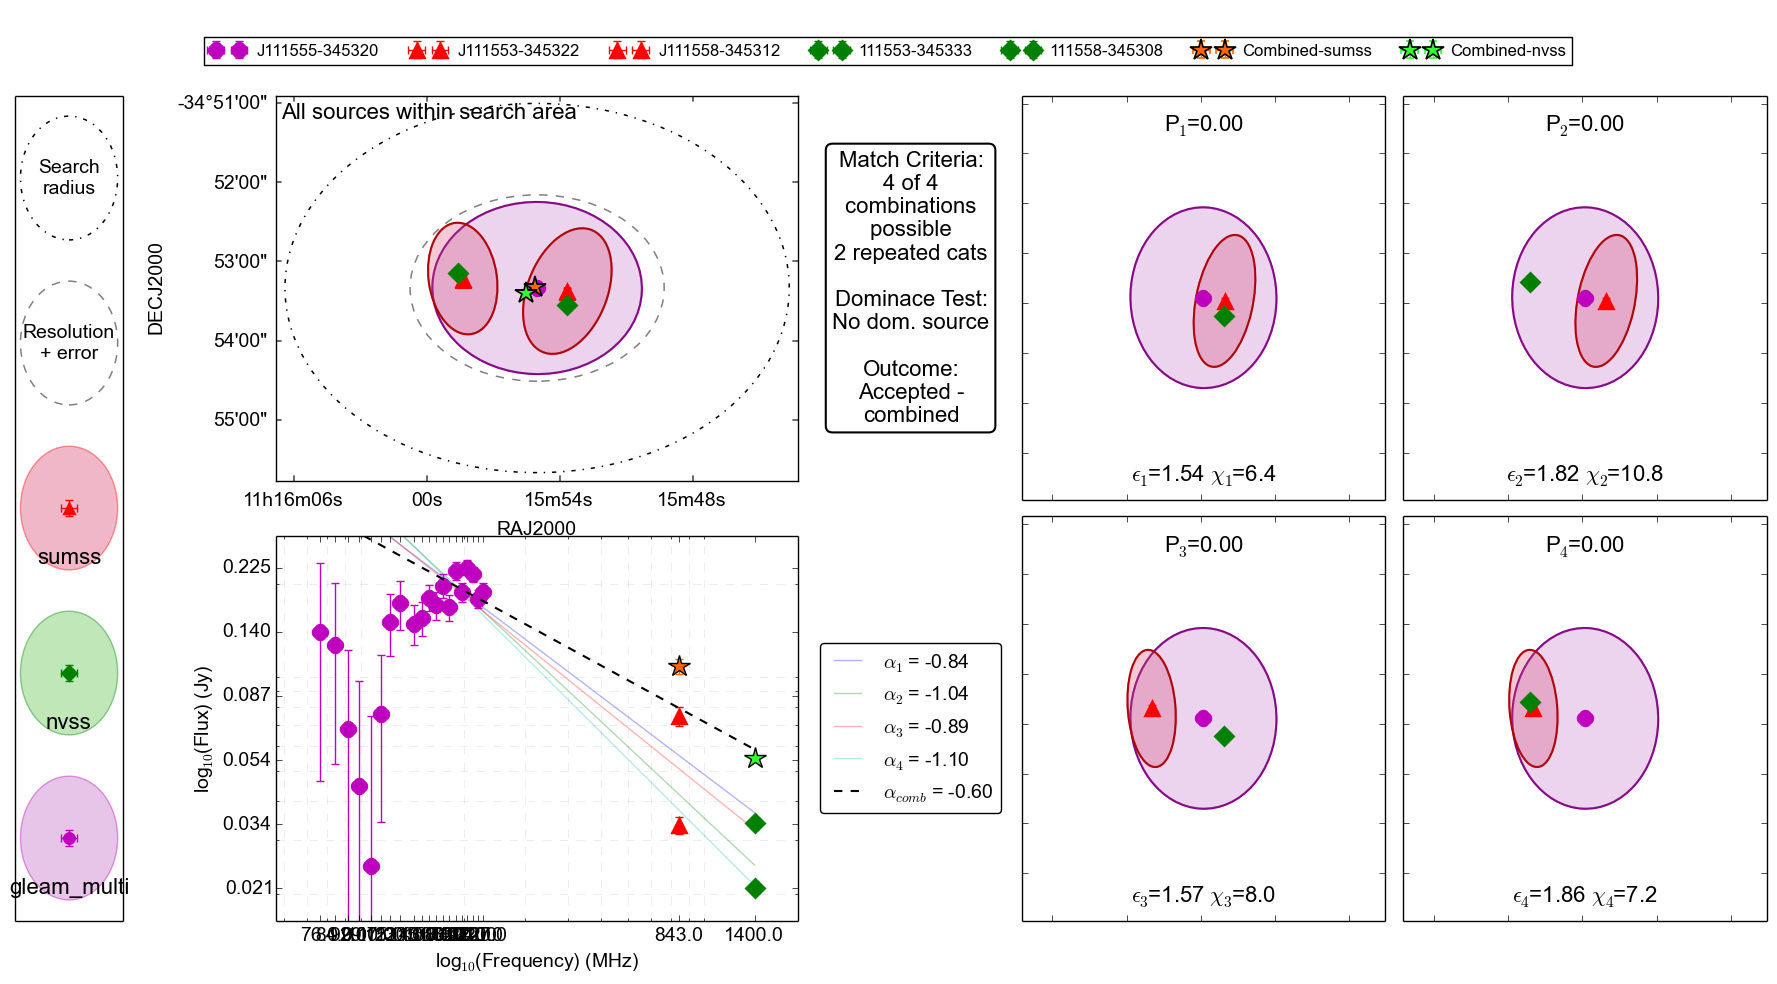 J111555-345320 J111553-345322 J111558-345312 111553-345333 111558-345308 Combined-sumss Combined-nvss
Search
radius
Resolution
+ error
sumss
nvss
gleam_multi
All sources within search area
-34°51'00"
52'00"
53'00"
54'00"
55'00"
DECJ2000
11h16m06s 00s 15m54s 15m48s
RAJ2000
Match Criteria:
4 of 4
combinations
possible
2 repeated cats
Dominace Test:
No dom. source
Outcome:
Accepted -
combined
P1=0.00
ϵ1=1.54 χ1=6.4
P2=0.00
ϵ2=1.82 χ2=10.8
P3=0.00
ϵ3=1.57 χ3=8.0
P4=0.00
ϵ4=1.86 χ4=7.2
0.225
0.140
0.087
0.054
0.034
0.021
log10(Flux) (Jy)
843.0 1400.0
log10(Frequency) (MHz)
α1 = -0.84
α2 = -1.04
α3 = -0.89
α4 = -1.10
αcomb = -0.60